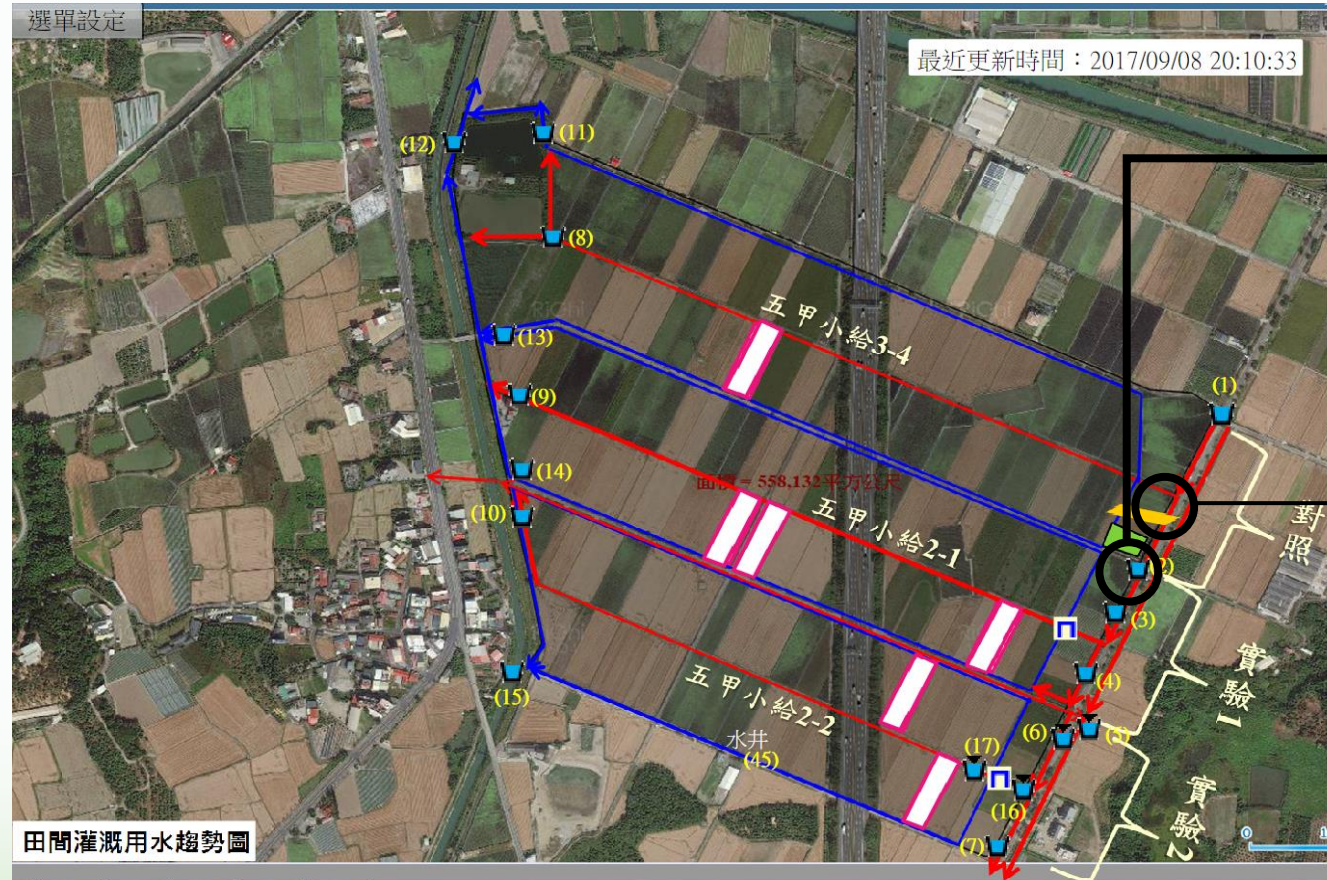 選單設定
最近更新時間：2017/09/08 20:10:33
(11)
(12)
(8)
五甲小給3-4
(13)
(1)
(9)
(14)
面積 = 558,132平方公尺
(10)
五甲小給2-1
對照
(2)
(3)
實驗1
(4)
(15)
五甲小給2-2
(6)
(5)
水井
(45)
(17)
(16)
實驗2
(7)
0
1
田間灌溉用水趨勢圖